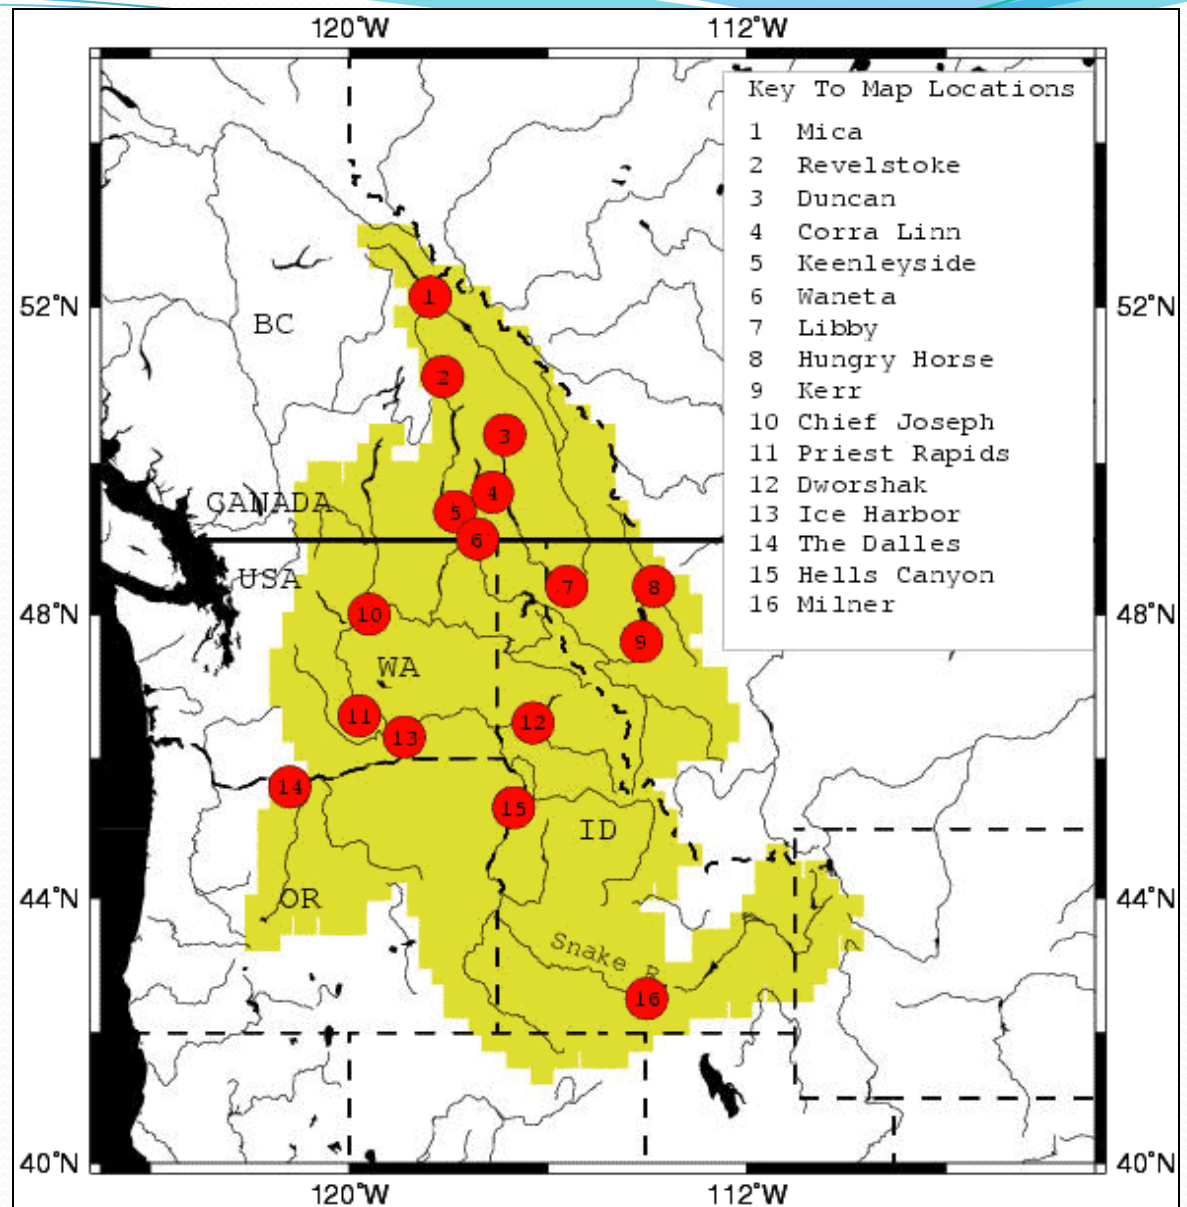 120°W 112°W
Key To Map Locations
1 Mica
2 Revelstoke
3 Duncan
4 Corra Linn
5 Keenleyside
6 Waneta
7 Libby
8 Hungry Horse
9 Kerr
10 Chief Joseph
11 Priest Rapids
12 Dworshak
13 Ice Harbor
14 The Dalles
15 Hells Canyon
16 Milner
52°N 1 52°N
BC
2
3
4
CANADA 5
6
USA 7 8
48°N 10 48°N
9
WA
11 12
13
14
15
ID
44°N OR 44°N
Snake R.
16
40°N 40°N
120°W 112°W